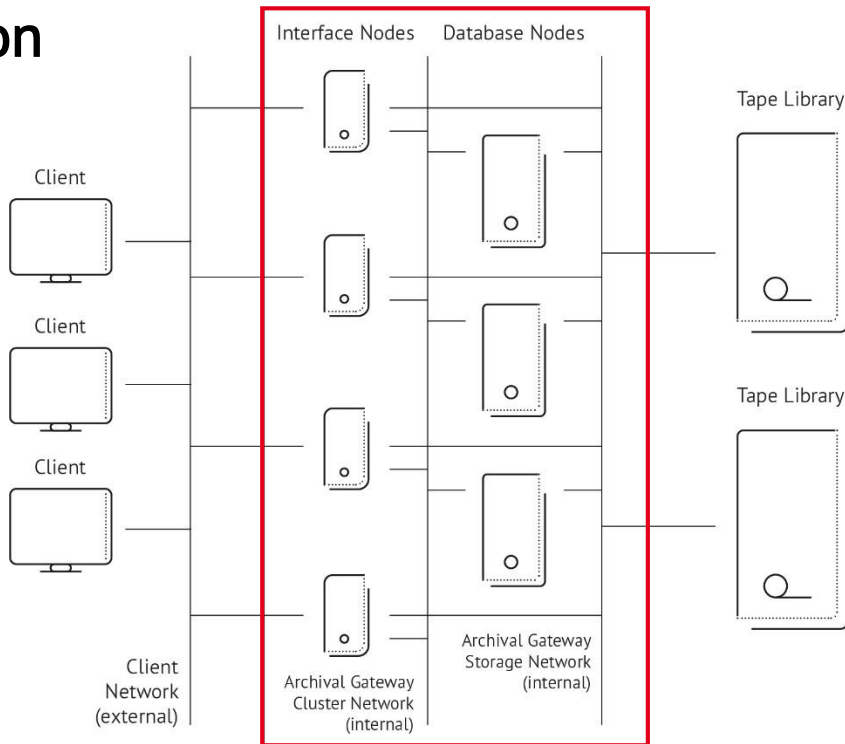 on
Interface Nodes
Database Nodes
Tape Library
Client
Client
Tape Library
Client
Client
Network
(external)
Archival Gateway
Cluster Network
(internal)
Archival Gateway
Storage Network
(internal)